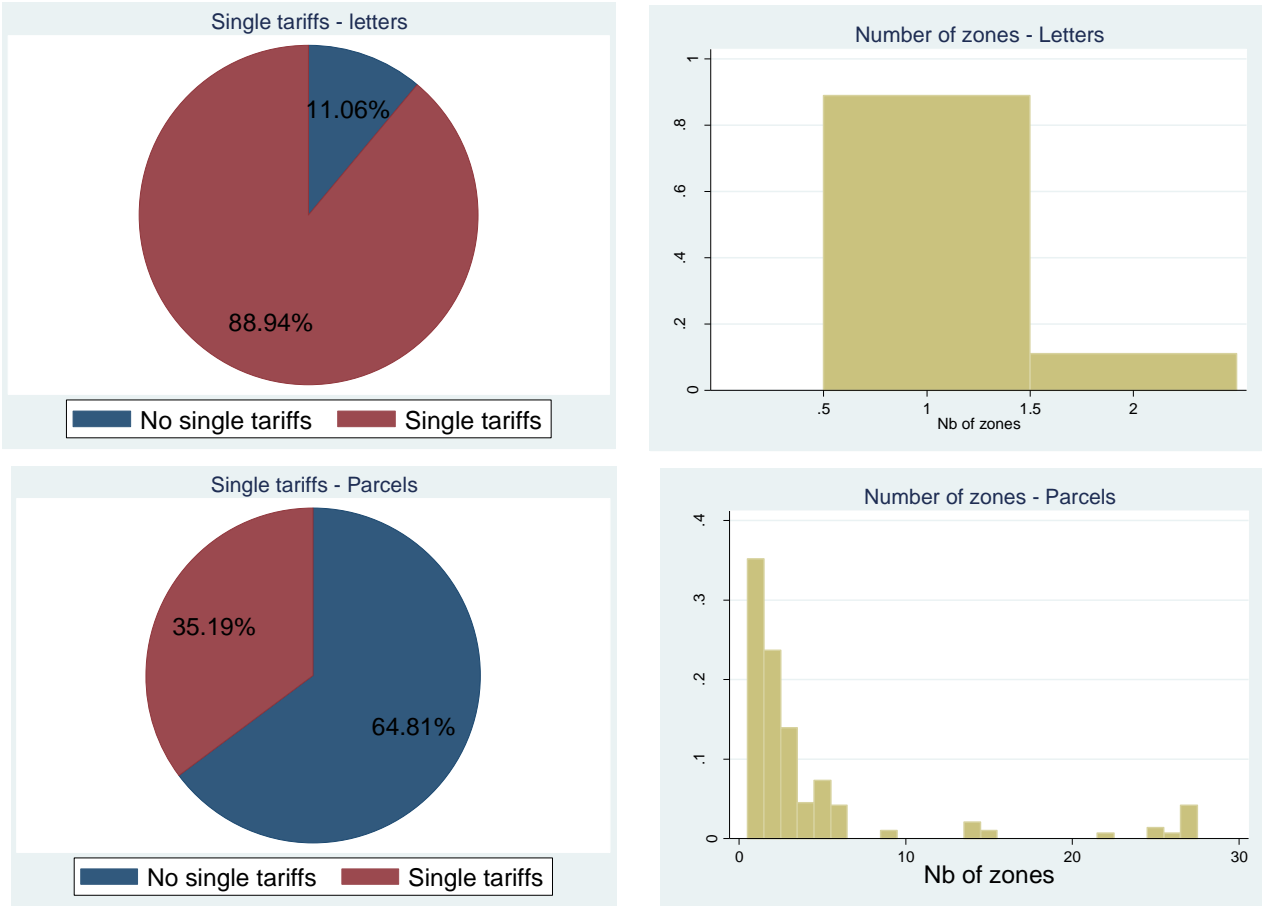 Single tariffs - letters
11.06%
88.94%
No single tariffs Single tariffs
Number of zones - Letters
1
.8
.6
.4
.2
0
.5 1 1.5 2
Nb of zones
Single tariffs - Parcels
35.19%
64.81%
No single tariffs Single tariffs
Number of zones - Parcels
.4
.3
.2
.1
0
0 10 20 30
Nb of zones